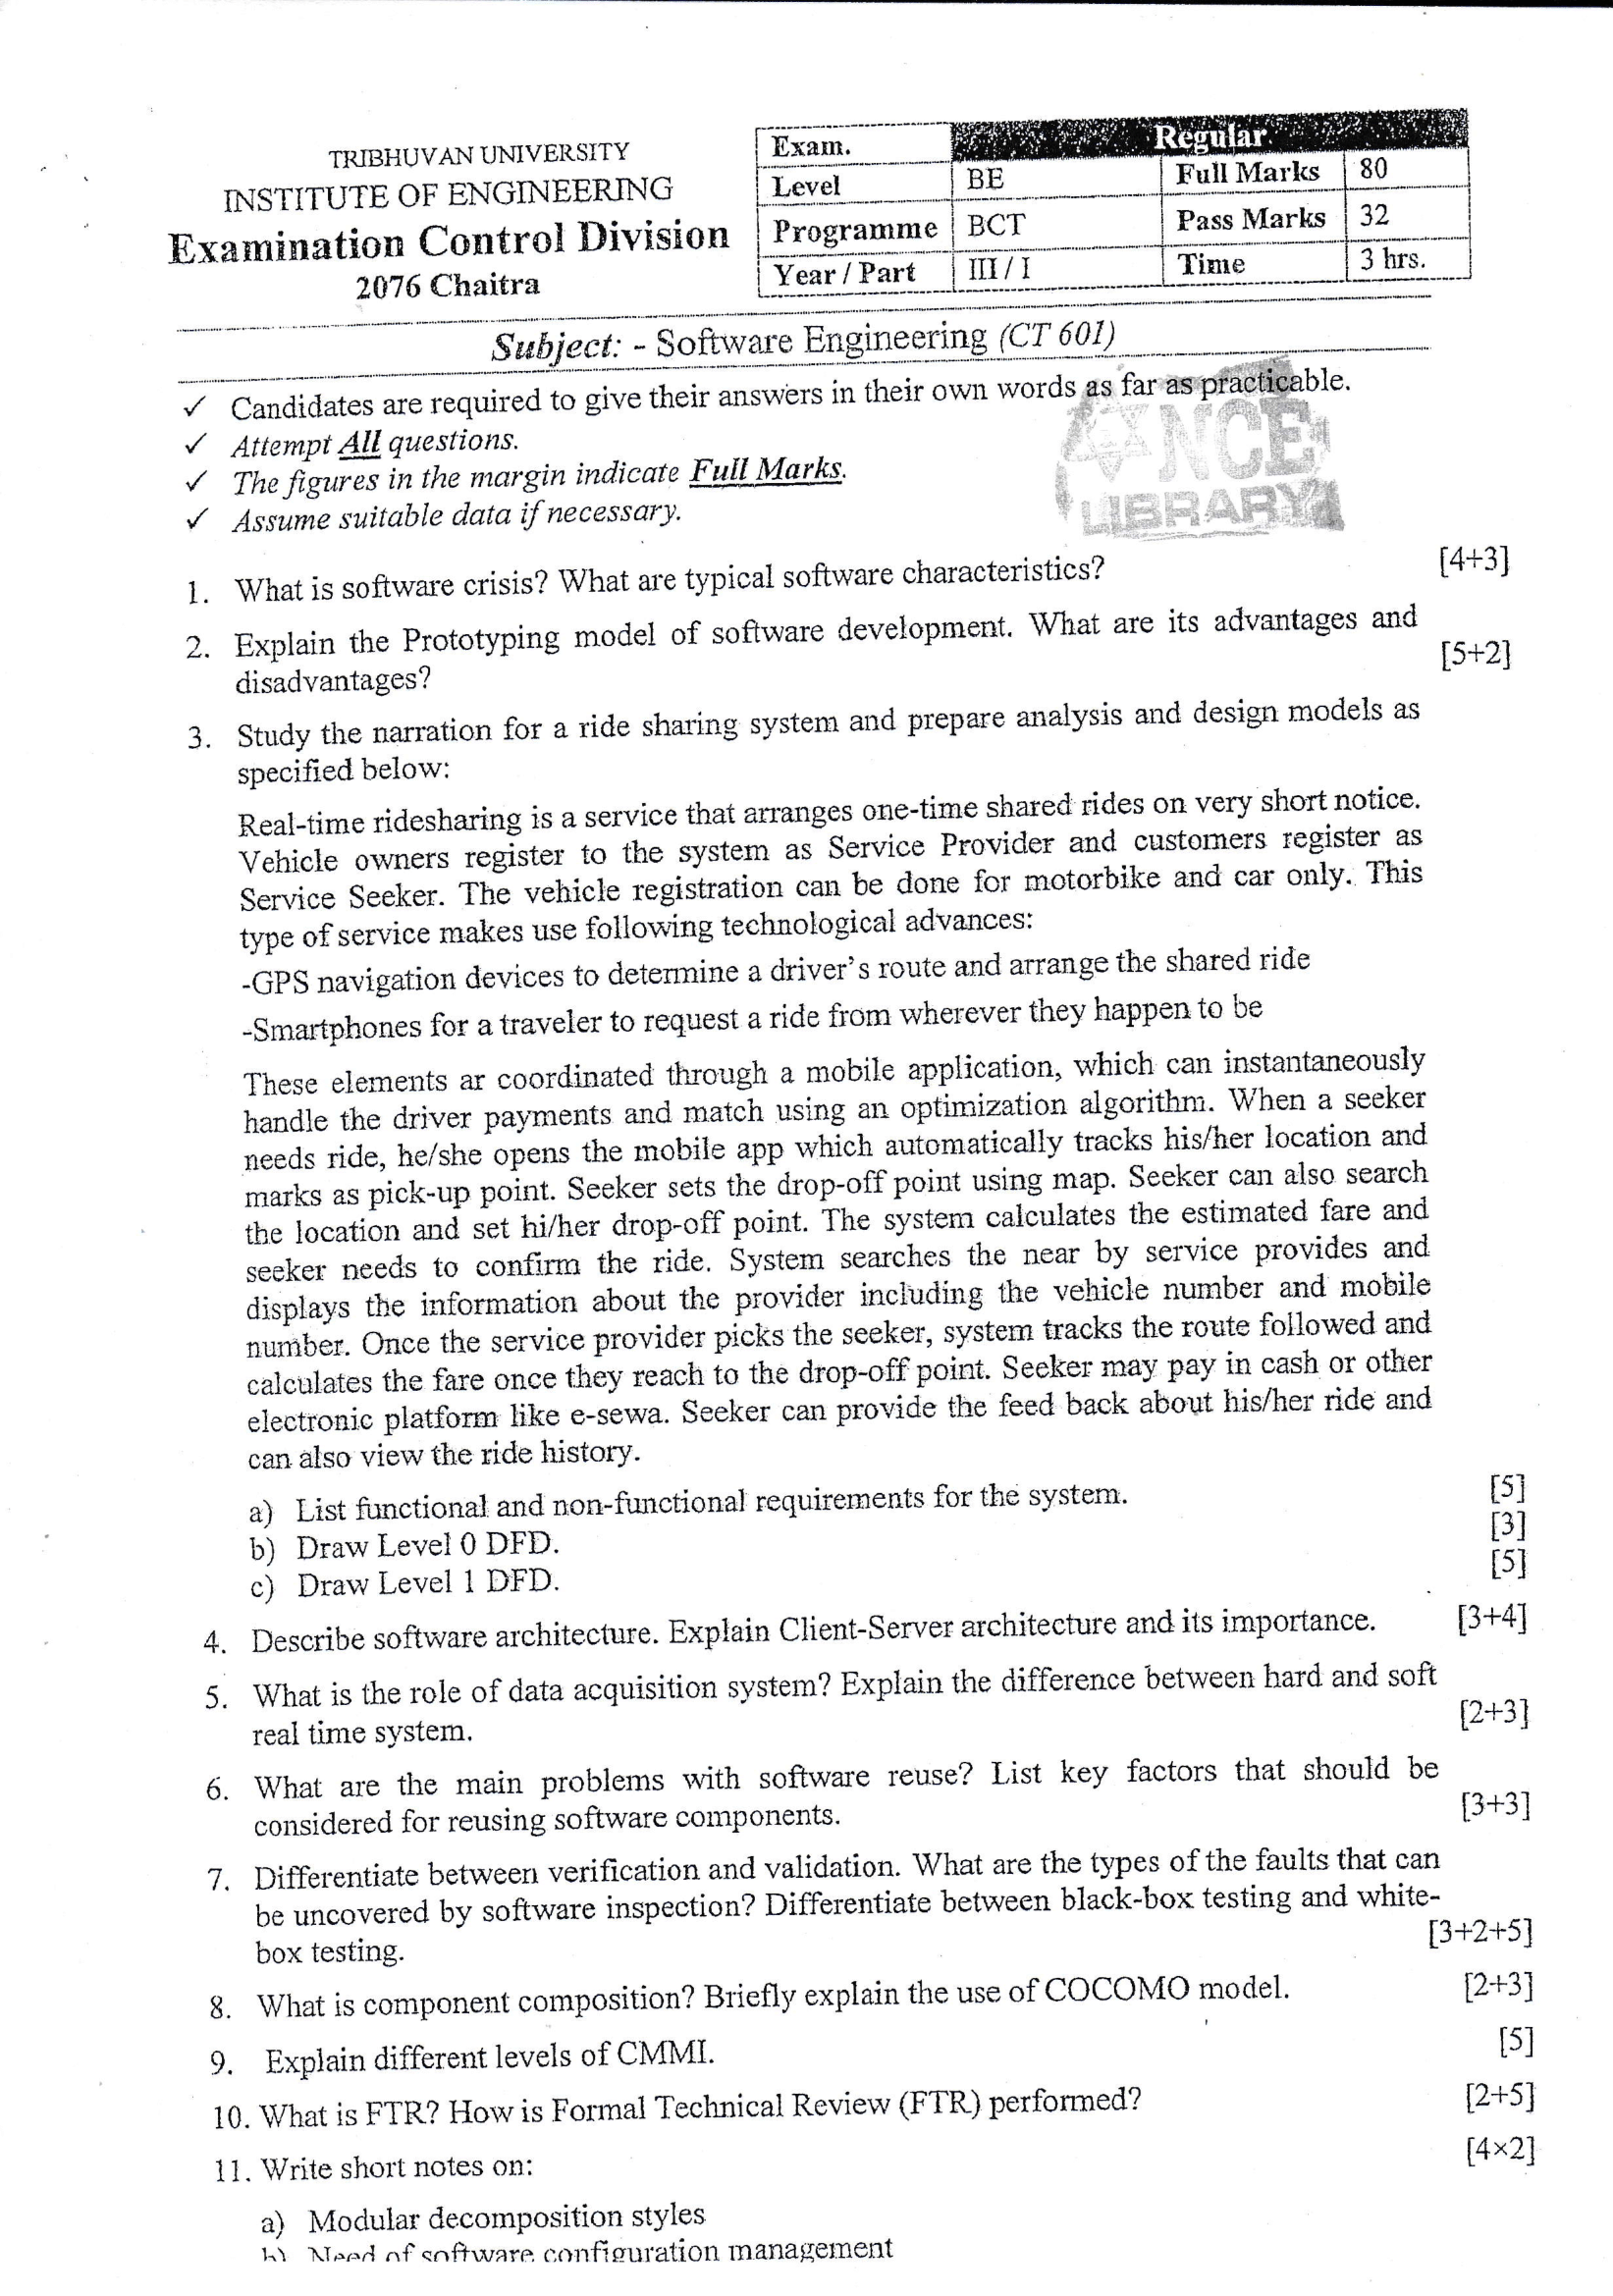 TRIBHUVAN UNIVERSITY
INSTITUTE OF ENGINEERING
Examination Control Division
2076 Chaitra
Exam. Regular
Level BE Full Marks 80
Programme BCT Pass Marks 32
Year / Part III / I Time 3 hrs.
Subject: - Software Engineering (CT 601)
✓ Candidates are required to give their answers in their own words as far as practicable.
✓ Attempt All questions.
✓ The figures in the margin indicate Full Marks.
✓ Assume suitable data if necessary.
NCE
LIBRARY
1. What is software crisis? What are typical software characteristics? [4+3]
2. Explain the Prototyping model of software development. What are its advantages and
disadvantages? [5+2]
3. Study the narration for a ride sharing system and prepare analysis and design models as
specified below:
Real-time ridesharing is a service that arranges one-time shared rides on very short notice.
Vehicle owners register to the system as Service Provider and customers register as
Service Seeker. The vehicle registration can be done for motorbike and car only. This
type of service makes use following technological advances:
-GPS navigation devices to determine a driver's route and arrange the shared ride
-Smartphones for a traveler to request a ride from wherever they happen to be
These elements ar coordinated through a mobile application, which can instantaneously
handle the driver payments and match using an optimization algorithm. When a seeker
needs ride, he/she opens the mobile app which automatically tracks his/her location and
marks as pick-up point. Seeker sets the drop-off point using map. Seeker can also search
the location and set hi/her drop-off point. The system calculates the estimated fare and
seeker needs to confirm the ride. System searches the near by service provides and
displays the information about the provider including the vehicle number and mobile
number. Once the service provider picks the seeker, system tracks the route followed and
calculates the fare once they reach to the drop-off point. Seeker may pay in cash or other
electronic platform like e-sewa. Seeker can provide the feed back about his/her ride and
can also view the ride history.
a) List functional and non-functional requirements for the system. [5]
b) Draw Level 0 DFD. [3]
c) Draw Level 1 DFD. [5]
4. Describe software architecture. Explain Client-Server architecture and its importance. [3+4]
5. What is the role of data acquisition system? Explain the difference between hard and soft
real time system. [2+3]
6. What are the main problems with software reuse? List key factors that should be
considered for reusing software components. [3+3]
7. Differentiate between verification and validation. What are the types of the faults that can
be uncovered by software inspection? Differentiate between black-box testing and white-
box testing. [3+2+5]
8. What is component composition? Briefly explain the use of COCOMO model. [2+3]
9. Explain different levels of CMMI. [5]
10. What is FTR? How is Formal Technical Review (FTR) performed? [2+5]
11. Write short notes on: [4×2]
a) Modular decomposition styles
b) Need of software configuration management